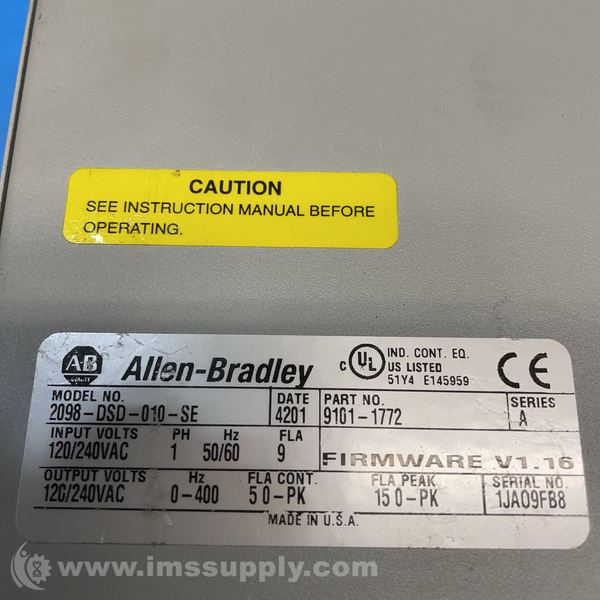 CAUTION
SEE INSTRUCTION MANUAL BEFORE
OPERATING.
AB Allen-Bradley
C UL IND. CONT. EQ.
US LISTED
51Y4 E145959
CE
MODEL NO. DATE PART NO. SERIES
2098-DSD-010-SE 4201 9101-1772 A
INPUT VOLTS PH Hz FLA
120/240VAC 1 50/60 9 FIRMWARE V1.16
OUTPUT VOLTS Hz FLA CONT. FLA PEAK SERIAL NO.
120/240VAC 0-400 5 0-PK 15 0-PK 1JA09FB8
MADE IN U.S.A.
© www.imssupply.com